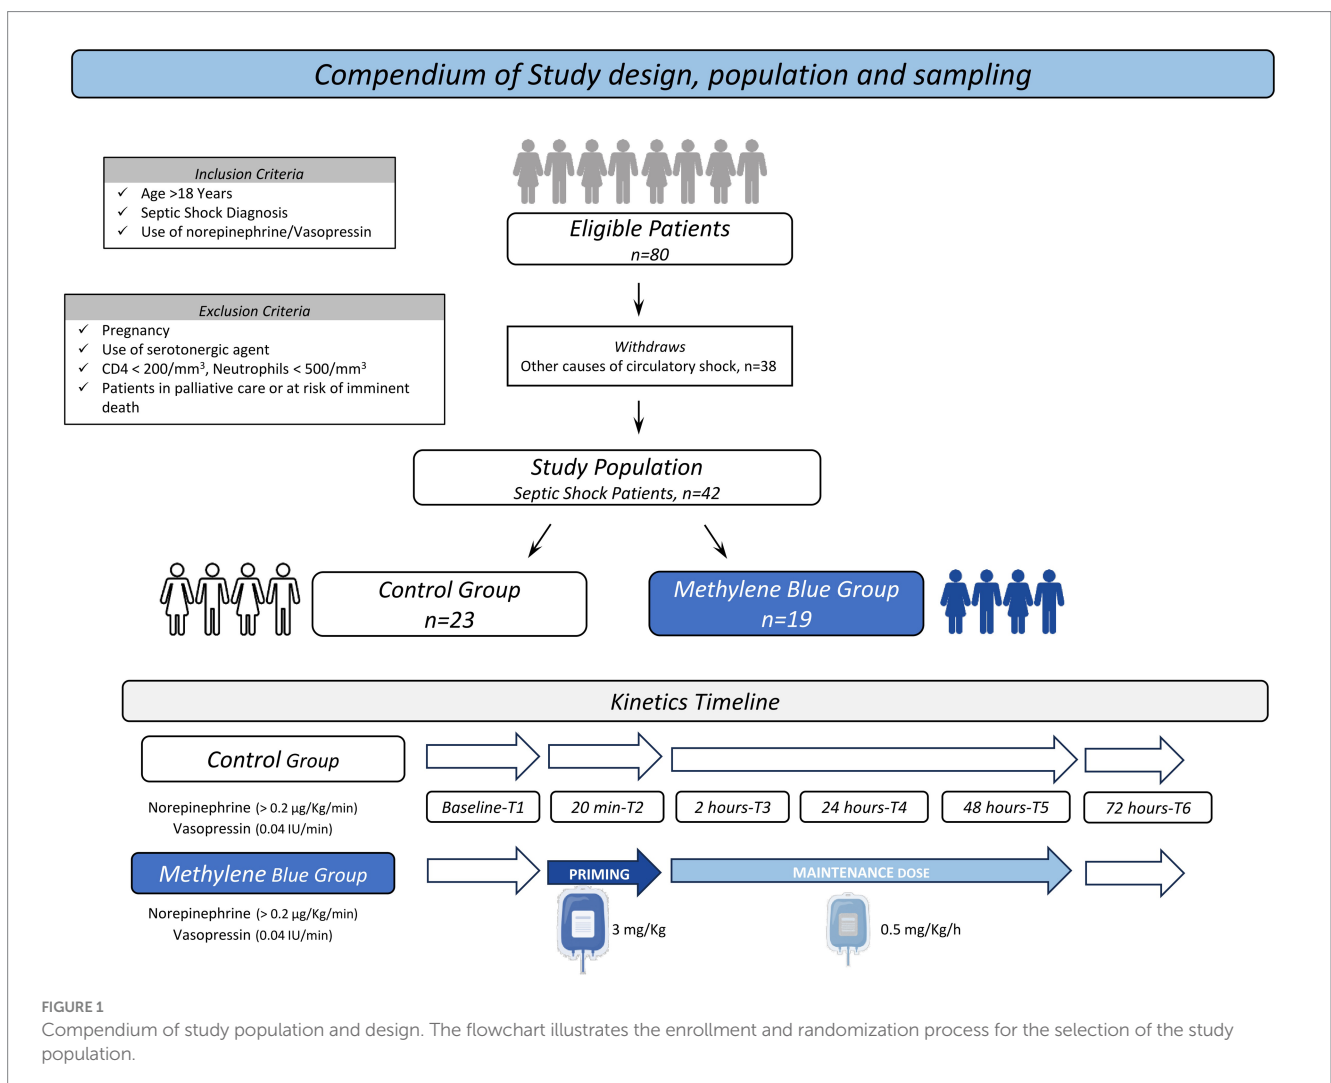 Compendium of Study design, population and sampling
Inclusion Criteria
✓ Age >18 Years
✓ Septic Shock Diagnosis
✓ Use of norepinephrine/Vasopressin
Eligible Patients
n=80
Exclusion Criteria
✓ Pregnancy
✓ Use of serotonergic agent
✓ CD4 < 200/mm³, Neutrophils < 500/mm³
✓ Patients in palliative care or at risk of imminent
death
Withdraws
Other causes of circulatory shock, n=38
Study Population
Septic Shock Patients, n=42
Control Group
n=23
Methylene Blue Group
n=19
Kinetics Timeline
Control Group
Norepinephrine (> 0.2 µg/Kg/min)
Vasopressin (0.04 IU/min)
Baseline-T1
20 min-T2
2 hours-T3
24 hours-T4
48 hours-T5
72 hours-T6
Methylene Blue Group
Norepinephrine (> 0.2 µg/Kg/min)
Vasopressin (0.04 IU/min)
PRIMING
MAINTENANCE DOSE
3 mg/Kg
0.5 mg/Kg/h
FIGURE 1
Compendium of study population and design. The flowchart illustrates the enrollment and randomization process for the selection of the study
population.